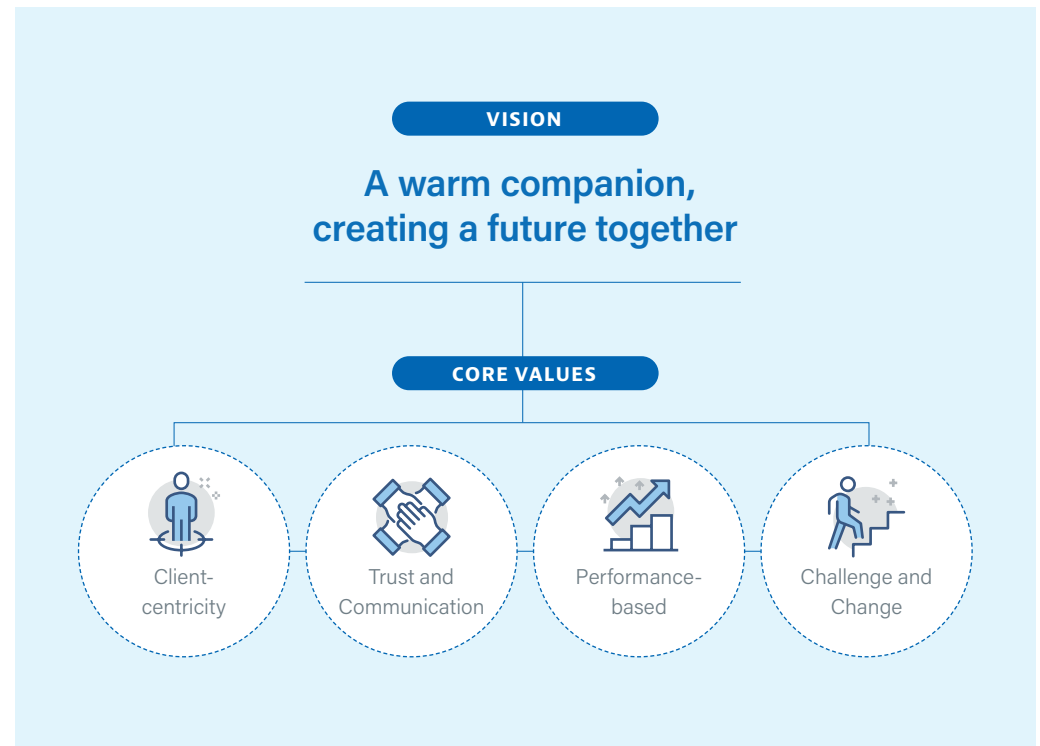 VISION
A warm companion,
creating a future together
CORE VALUES
Client-
centricity
Trust and
Communication
Performance-
based
Challenge and
Change